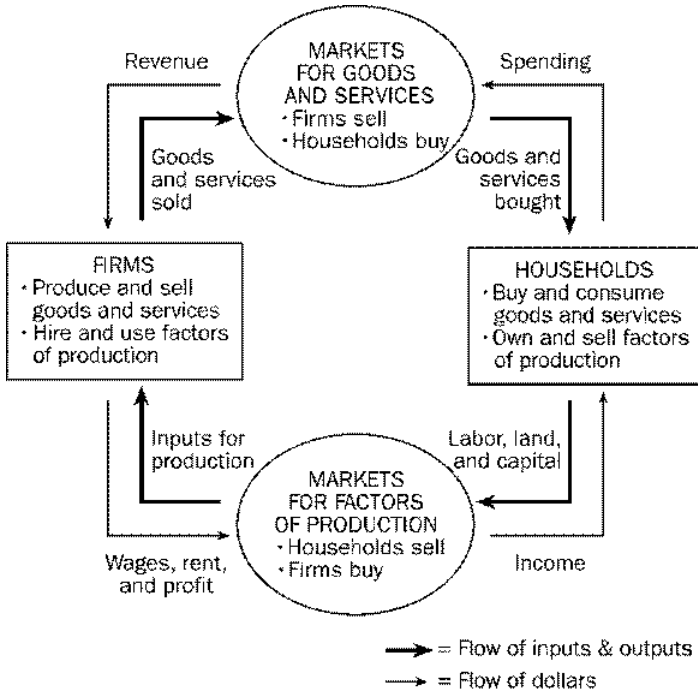 Revenue
MARKETS
FOR GOODS
AND SERVICES
· Firms sell
· Households buy
Spending
Goods
and services
sold
Goods and
services
bought
FIRMS
· Produce and sell
goods and services
· Hire and use factors
of production
HOUSEHOLDS
· Buy and consume
goods and services
· Own and sell factors
of production
Inputs for
production
Labor, land,
and capital
MARKETS
FOR FACTORS
OF PRODUCTION
· Households sell
· Firms buy
Wages, rent,
and profit
Income
= Flow of inputs & outputs
= Flow of dollars